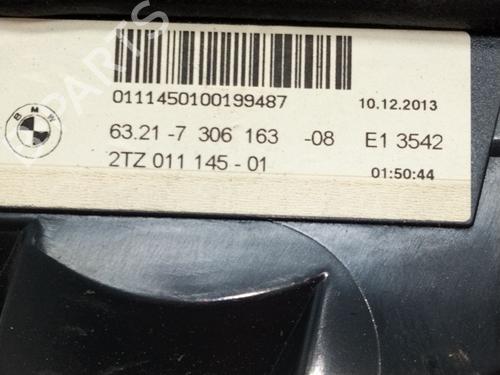 0111450100199487
10.12.2013
BMW
63.21-7 306 163 -08 E1 3542
2TZ 011 145 - 01
01:50:44
PARTS